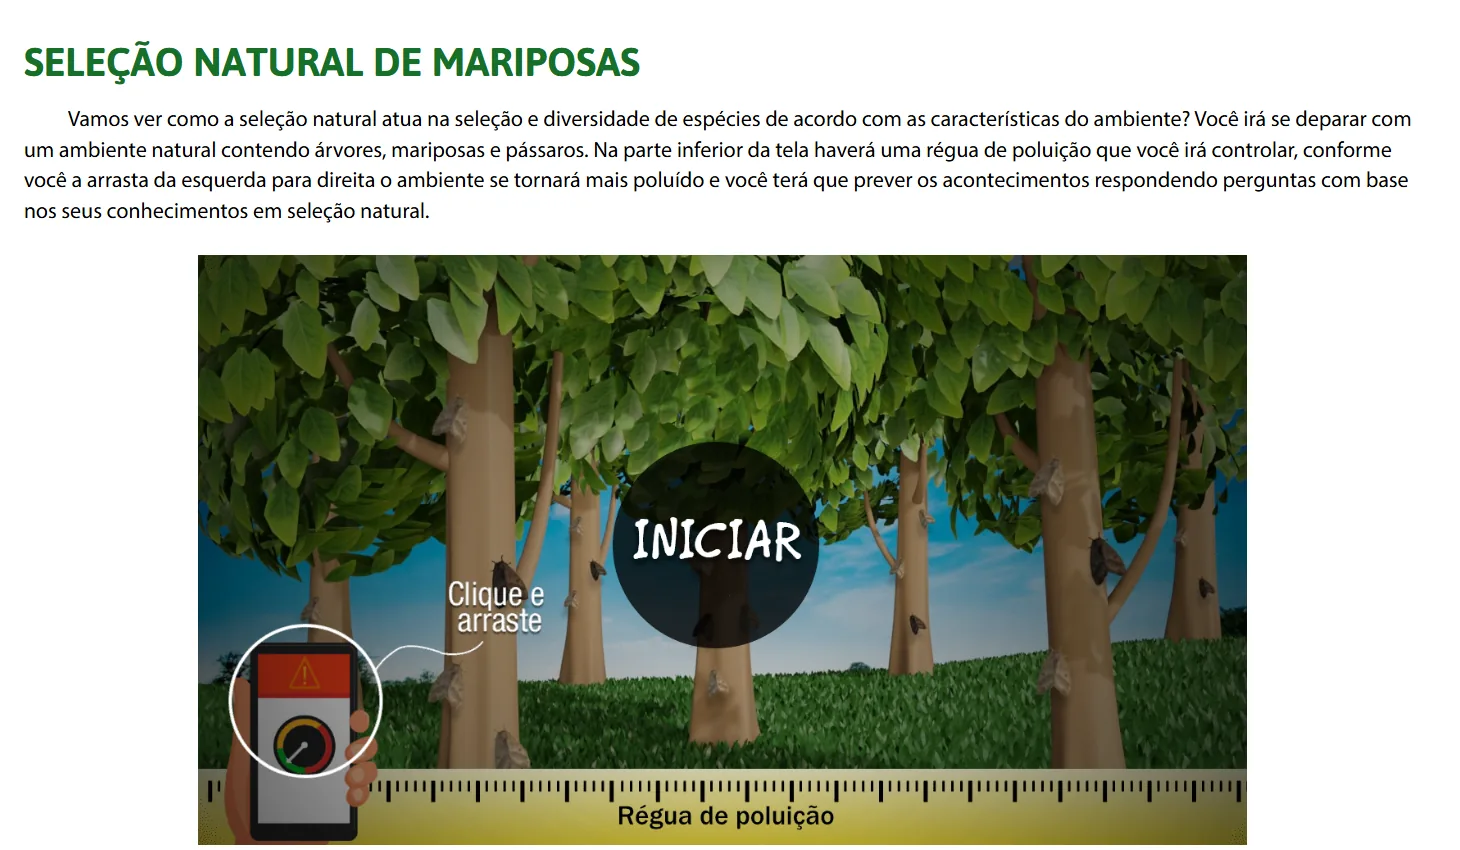 SELEÇÃO NATURAL DE MARIPOSAS
Vamos ver como a seleção natural atua na seleção e diversidade de espécies de acordo com as características do ambiente? Você irá se deparar com
um ambiente natural contendo árvores, mariposas e pássaros. Na parte inferior da tela haverá uma régua de poluição que você irá controlar, conforme
você a arrasta da esquerda para direita o ambiente se tornará mais poluído e você terá que prever os acontecimentos respondendo perguntas com base
nos seus conhecimentos em seleção natural.
INICIAR
Clique e
arraste
Régua de poluição